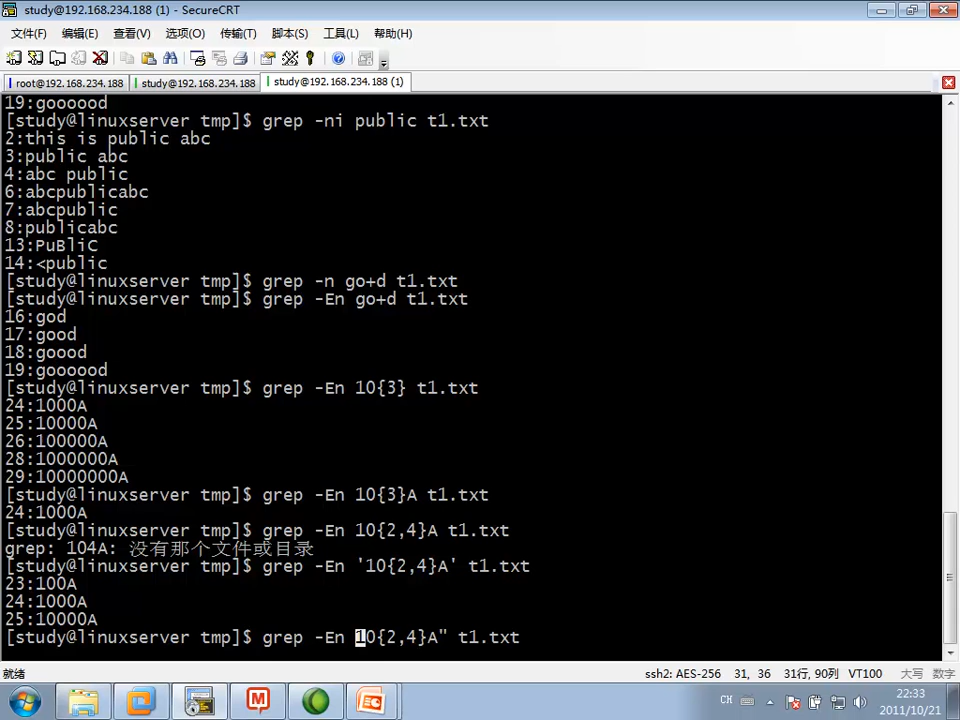 study@192.168.234.188 (1) - SecureCRT
文件(F) 编辑(E) 查看(V) 选项(O) 传输(T) 脚本(S) 工具(L) 帮助(H)
root@192.168.234.188 study@192.168.234.188 study@192.168.234.188 (1)
19:goooood
[study@linuxserver tmp]$ grep -ni public t1.txt
2:this is public abc
3:public abc
4:abc public
6:abcpublicabc
7:abcpublic
8:publicabc
13:PuBliC
14:<public
[study@linuxserver tmp]$ grep -n go+d t1.txt
[study@linuxserver tmp]$ grep -En go+d t1.txt
16:god
17:good
18:goood
19:goooood
[study@linuxserver tmp]$ grep -En 10{3} t1.txt
24:1000A
25:10000A
26:100000A
28:1000000A
29:10000000A
[study@linuxserver tmp]$ grep -En 10{3}A t1.txt
24:1000A
[study@linuxserver tmp]$ grep -En 10{2,4}A t1.txt
grep: 104A: 没有那个文件或目录
[study@linuxserver tmp]$ grep -En '10{2,4}A' t1.txt
23:100A
24:1000A
25:10000A
[study@linuxserver tmp]$ grep -En 10{2,4}A" t1.txt
就绪 ssh2: AES-256 31, 36 31行, 90列 VT100 大写 数字
CH 22:33
2011/10/21